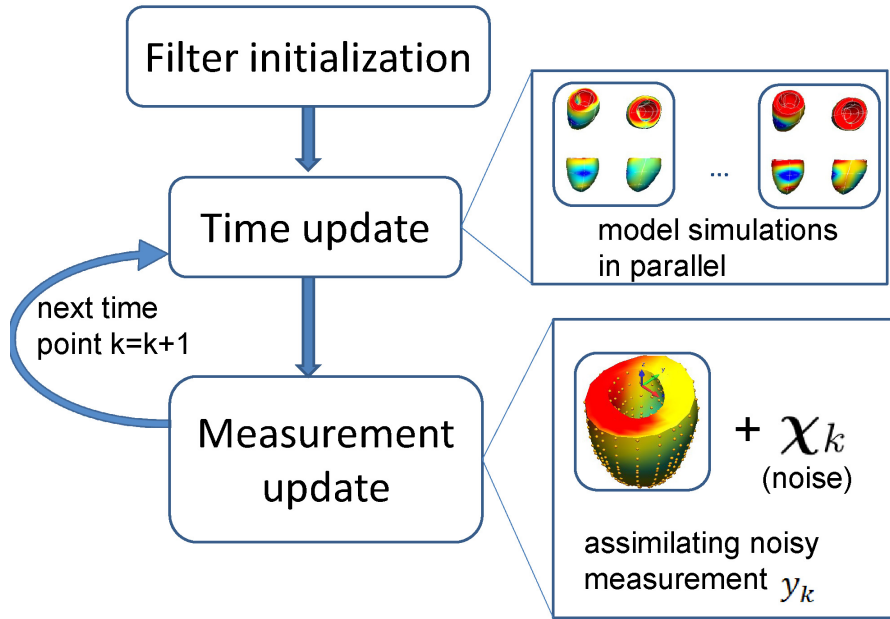 Filter initialization
Time update
...
model simulations
in parallel
next time
point k=k+1
Measurement
update
+ χk
(noise)
assimilating noisy
measurement yk